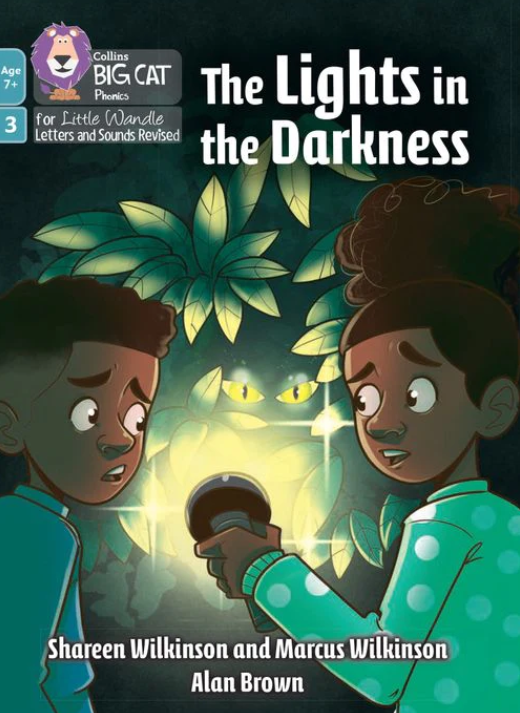 Age
7+
3
Collins
BIG CAT
Phonics
for Little Wandle
Letters and Sounds Revised
The Lights in
the Darkness
Shareen Wilkinson and Marcus Wilkinson
Alan Brown